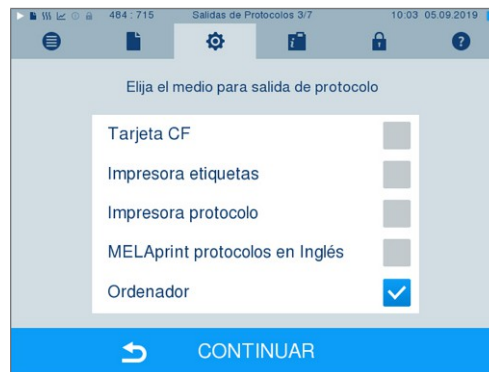 484 : 715 Salidas de Protocolos 3/7 10:03 05.09.2019
Elija el medio para salida de protocolo
Tarjeta CF
Impresora etiquetas
Impresora protocolo
MELAprint protocolos en Inglés
Ordenador
CONTINUAR